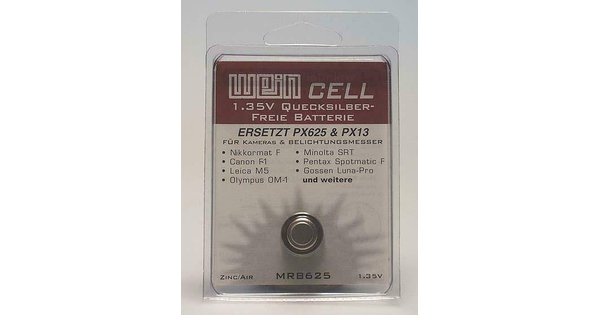 Wein CELL
1.35V Quecksilber-
Freie Batterie
ERSETZT PX625 & PX13
FÜR KAMERAS & BELICHTUNGSMESSER
• Nikkormat F • Minolta SRT
• Canon F1 • Pentax Spotmatic F
• Leica M5 • Gossen Luna-Pro
• Olympus OM-1 und weitere
Zinc/Air MRB625 1.35V